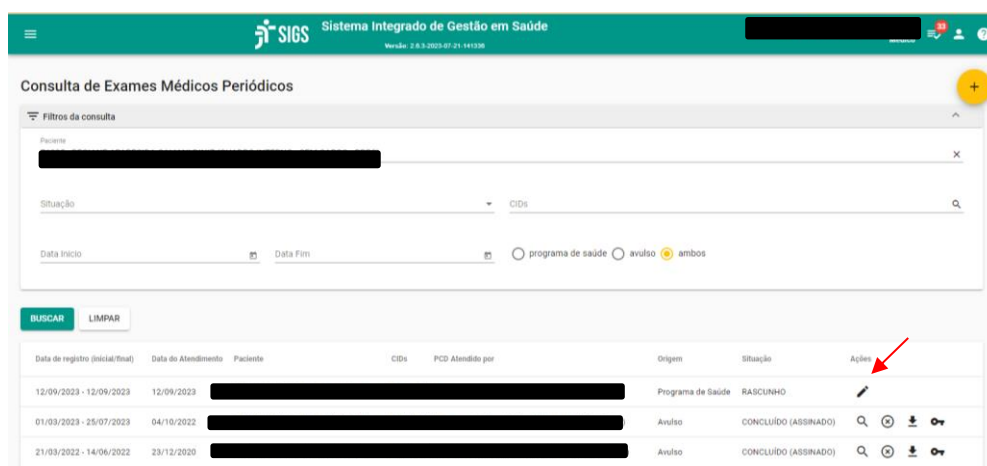 SIGS
Sistema Integrado de Gestão em Saúde
Versão: 2.6.3-2023-07-21-141336
33
Consulta de Exames Médicos Periódicos
+
Filtros da consulta
Paciente
Situação
CIDs
Data Início
Data Fim
programa de saúde
avulso
ambos
BUSCAR
LIMPAR
Data de registro (inicial/final) Data do Atendimento Paciente CIDs PCD Atendido por Origem Situação Ações
12/09/2023 - 12/09/2023 12/09/2023 Programa de Saúde RASCUNHO
01/03/2023 - 25/07/2023 04/10/2022 Avulso CONCLUÍDO (ASSINADO)
21/03/2022 - 14/06/2022 23/12/2020 Avulso CONCLUÍDO (ASSINADO)